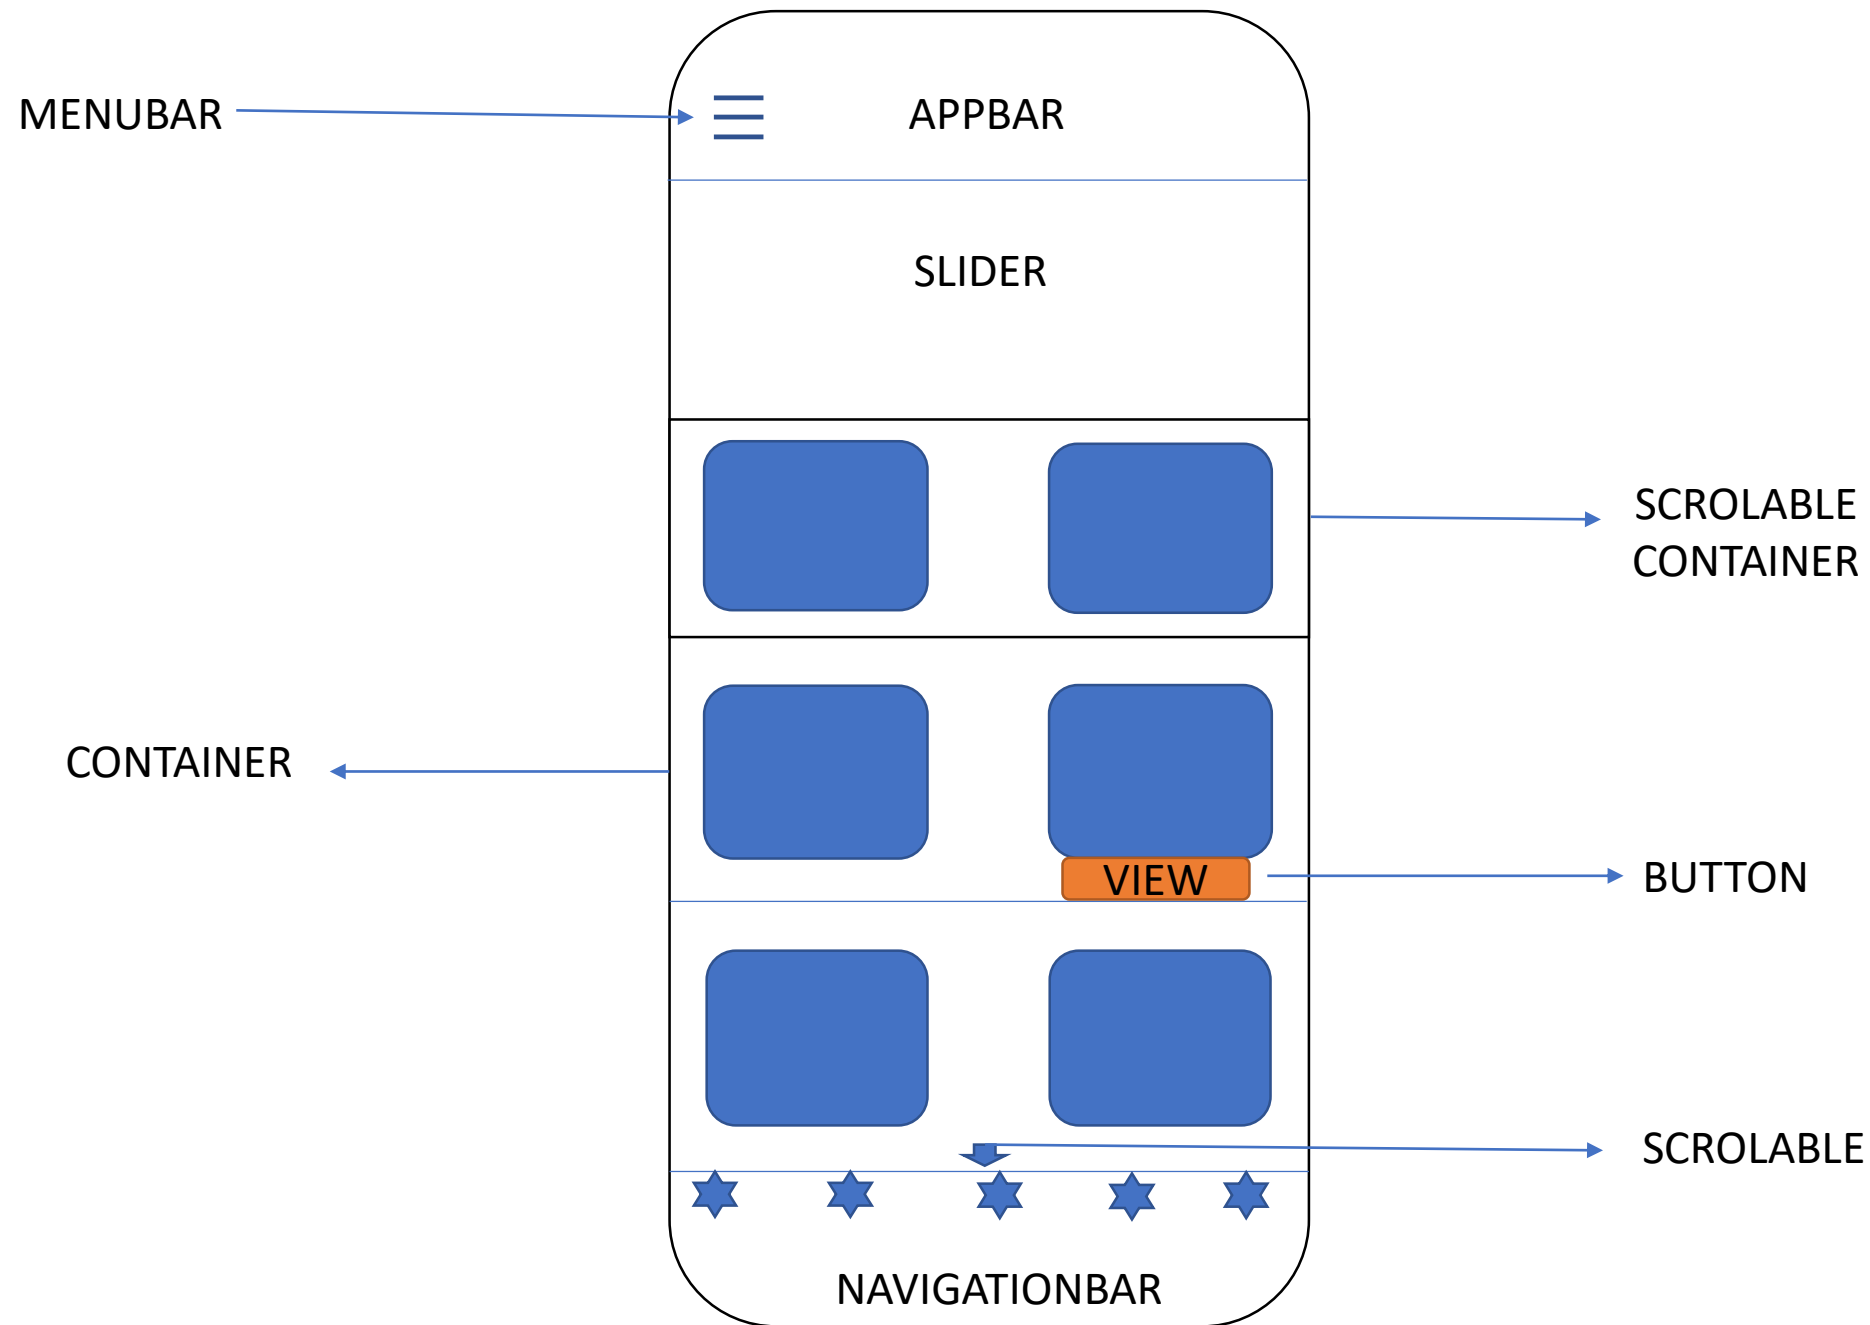 MENUBAR
APPBAR
SLIDER
SCROLABLE
CONTAINER
CONTAINER
VIEW
BUTTON
SCROLABLE
NAVIGATIONBAR